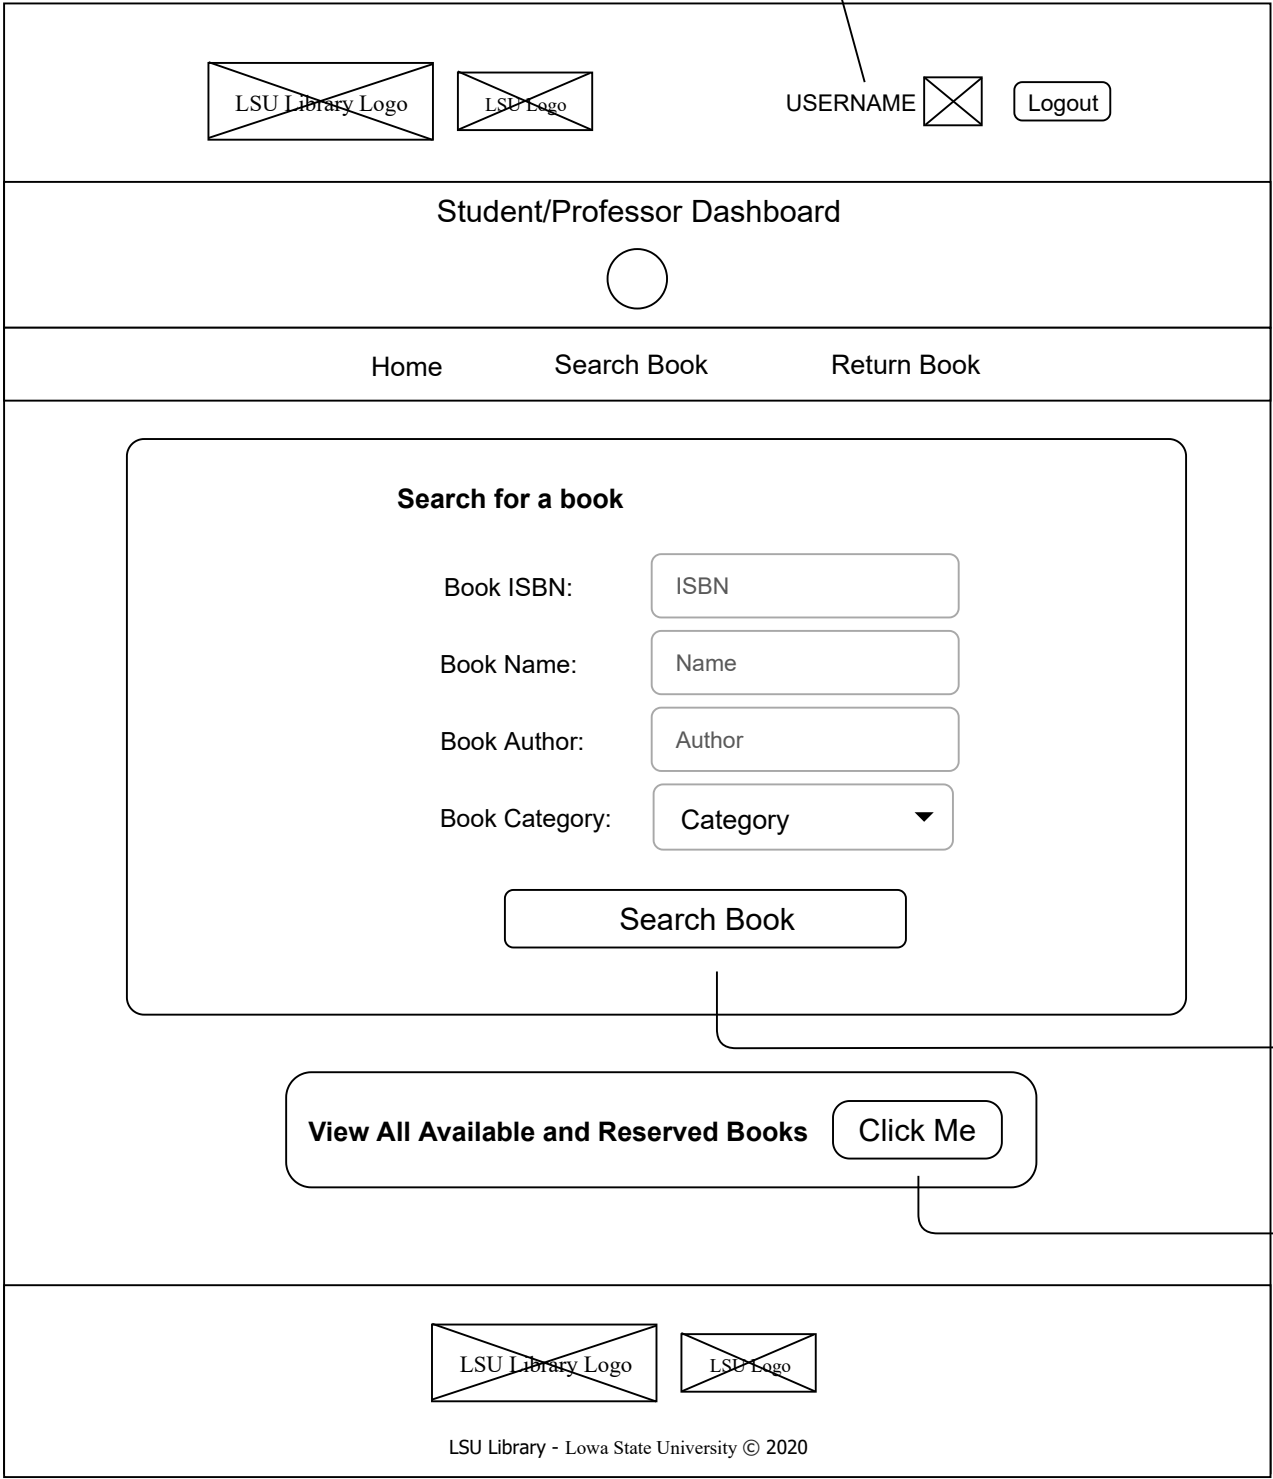 LSU Library Logo LSU Logo USERNAME Logout
Student/Professor Dashboard
Home Search Book Return Book
Search for a book
Book ISBN: ISBN
Book Name: Name
Book Author: Author
Book Category: Category
Search Book
View All Available and Reserved Books Click Me
LSU Library Logo LSU Logo
LSU Library - Lowa State University © 2020